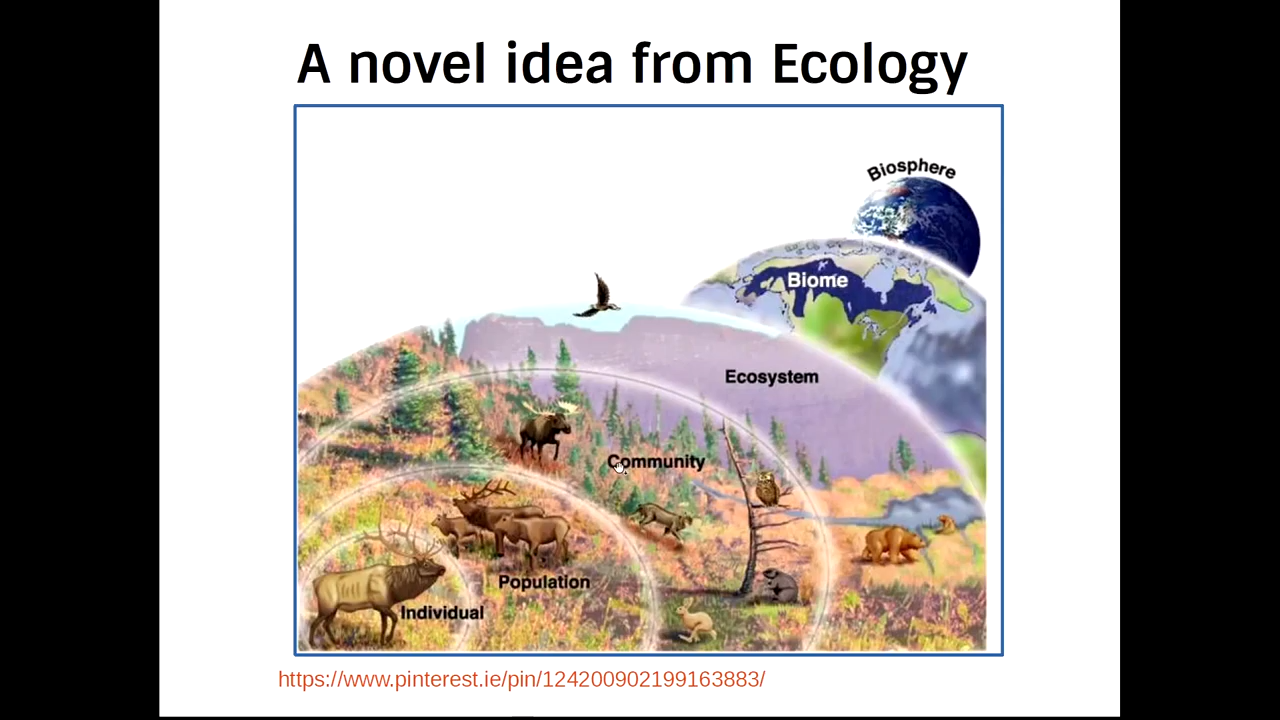 A novel idea from Ecology
Biosphere
Biome
Ecosystem
Community
Population
Individual
https://www.pinterest.ie/pin/124200902199163883/